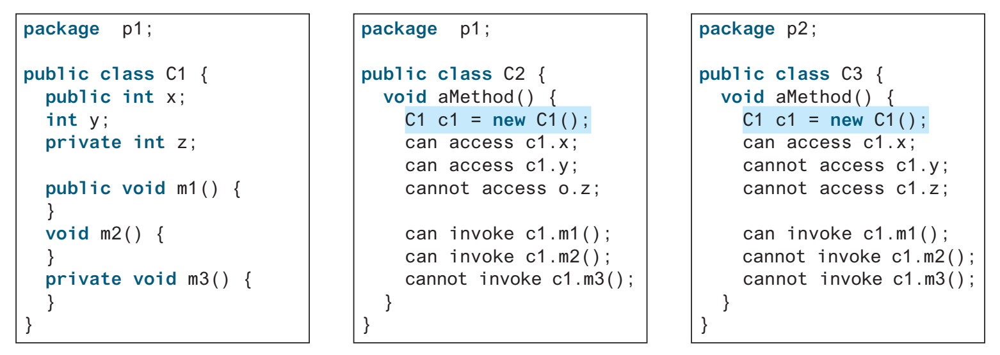 package  p1;
public class C1 {
  public int x;
  int y;
  private int z;
  public void m1() {
  }
  void m2() {
  }
  private void m3() {
  }
}
package  p1;
public class C2 {
  void aMethod() {
    C1 c1 = new C1();
    can access c1.x;
    can access c1.y;
    cannot access o.z;
    can invoke c1.m1();
    can invoke c1.m2();
    cannot invoke c1.m3();
  }
}
package p2;
public class C3 {
  void aMethod() {
    C1 c1 = new C1();
    can access c1.x;
    cannot access c1.y;
    cannot access c1.z;
    can invoke c1.m1();
    cannot invoke c1.m2();
    cannot invoke c1.m3();
  }
}